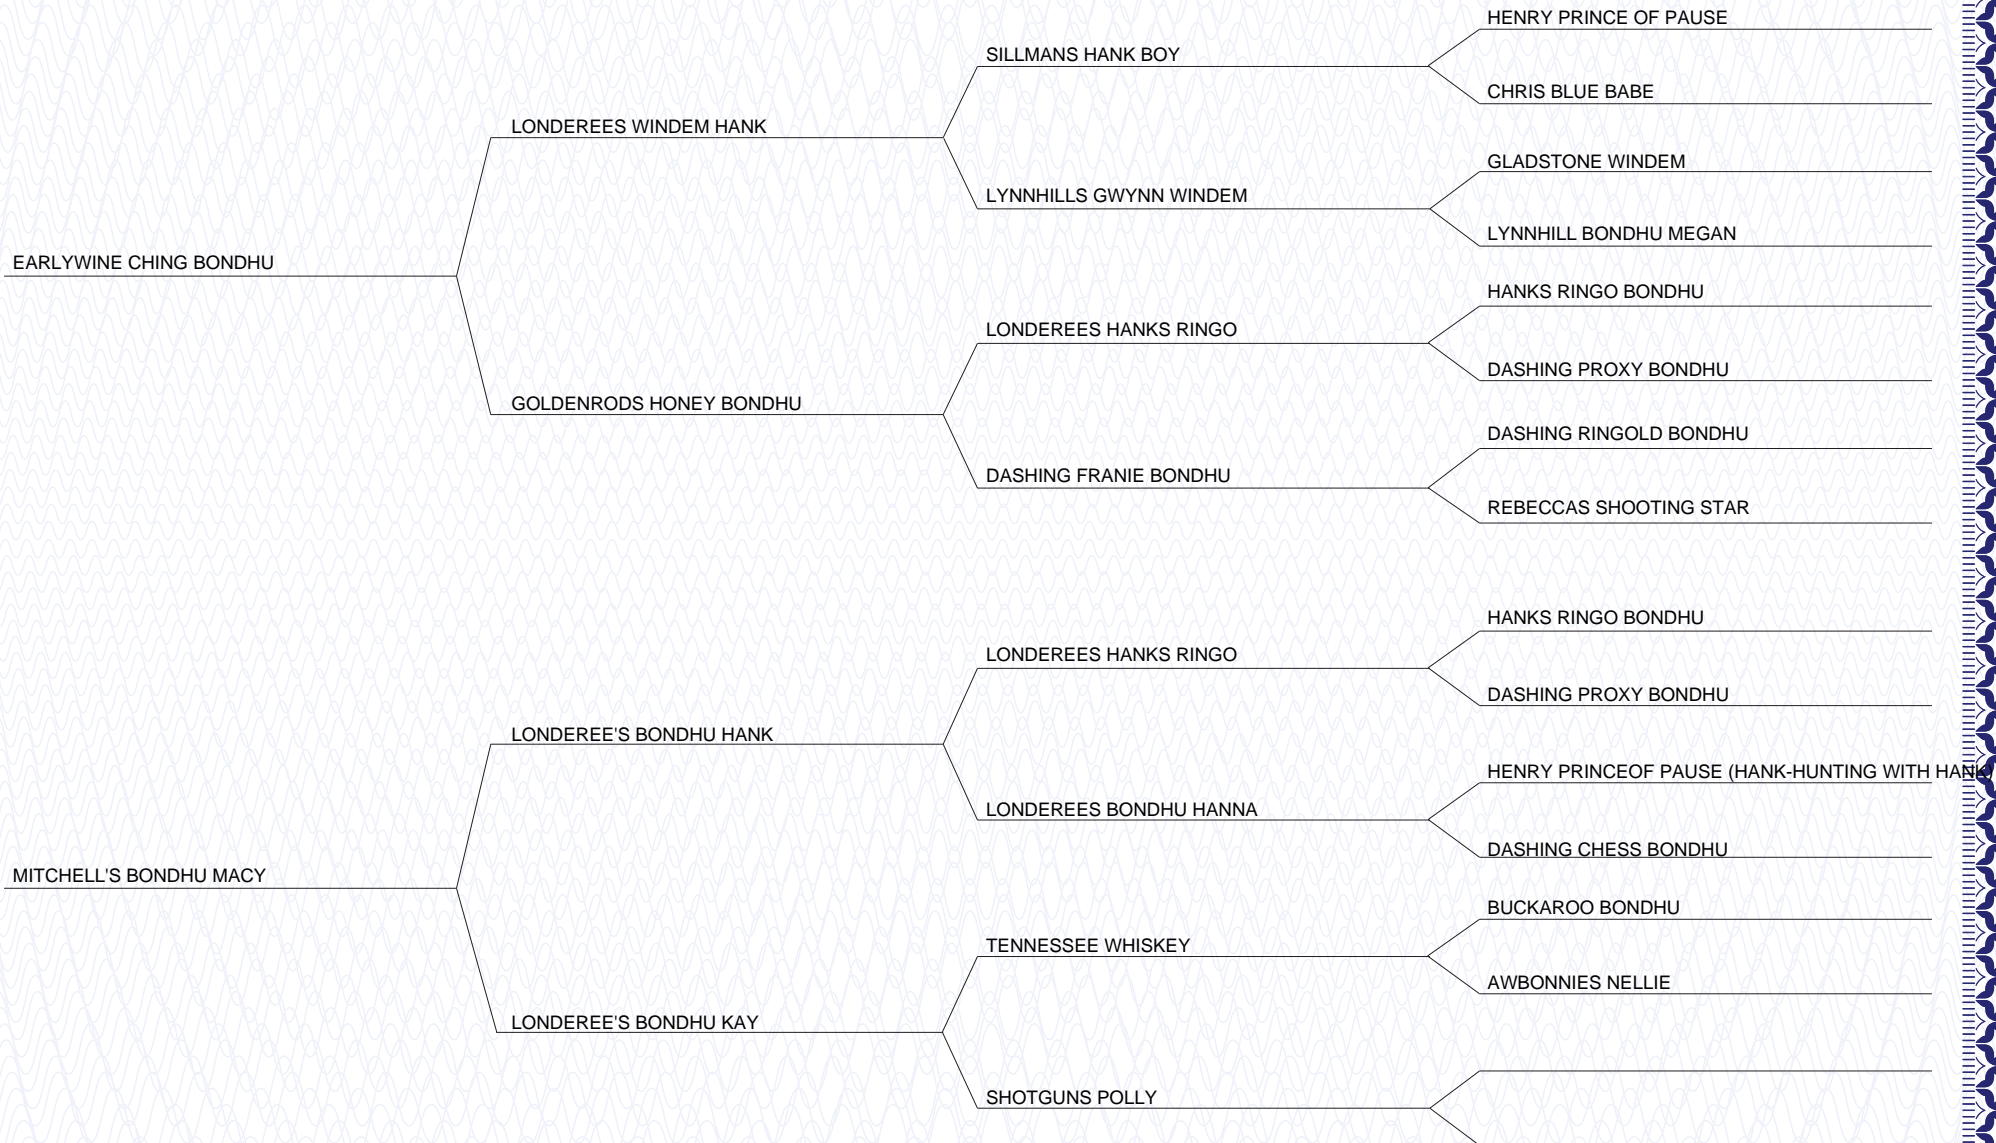 HENRY PRINCE OF PAUSE
SILLMANS HANK BOY
CHRIS BLUE BABE
LONDEREES WINDEM HANK
GLADSTONE WINDEM
LYNNHILLS GWYNN WINDEM
LYNNHILL BONDHU MEGAN
EARLYWINE CHING BONDHU
HANKS RINGO BONDHU
LONDEREES HANKS RINGO
DASHING PROXY BONDHU
GOLDENRODS HONEY BONDHU
DASHING RINGOLD BONDHU
DASHING FRANIE BONDHU
REBECCAS SHOOTING STAR
HANKS RINGO BONDHU
LONDEREES HANKS RINGO
DASHING PROXY BONDHU
LONDEREE'S BONDHU HANK
HENRY PRINCEOF PAUSE (HANK-HUNTING WITH HANK)
LONDEREES BONDHU HANNA
DASHING CHESS BONDHU
MITCHELL'S BONDHU MACY
BUCKAROO BONDHU
TENNESSEE WHISKEY
AWBONNIES NELLIE
LONDEREE'S BONDHU KAY
SHOTGUNS POLLY